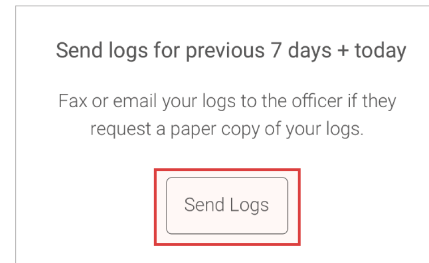 Send logs for previous 7 days + today
Fax or email your logs to the officer if they
request a paper copy of your logs.
Send Logs